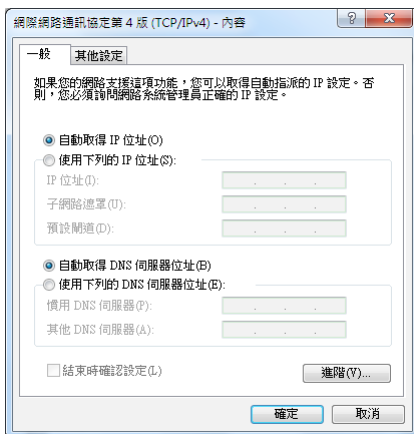 網際網路通訊協定第 4 版 (TCP/IPv4) - 內容
一般 其他設定
如果您的網路支援這項功能，您可以取得自動指派的 IP 設定。否
則，您必須詢問網路系統管理員正確的 IP 設定。
自動取得 IP 位址(O)
使用下列的 IP 位址(S):
IP 位址(I):
子網路遮罩(U):
預設閘道(D):
自動取得 DNS 伺服器位址(B)
使用下列的 DNS 伺服器位址(E):
慣用 DNS 伺服器(P):
其他 DNS 伺服器(A):
結束時確認設定(L)
進階(V)...
確定 取消